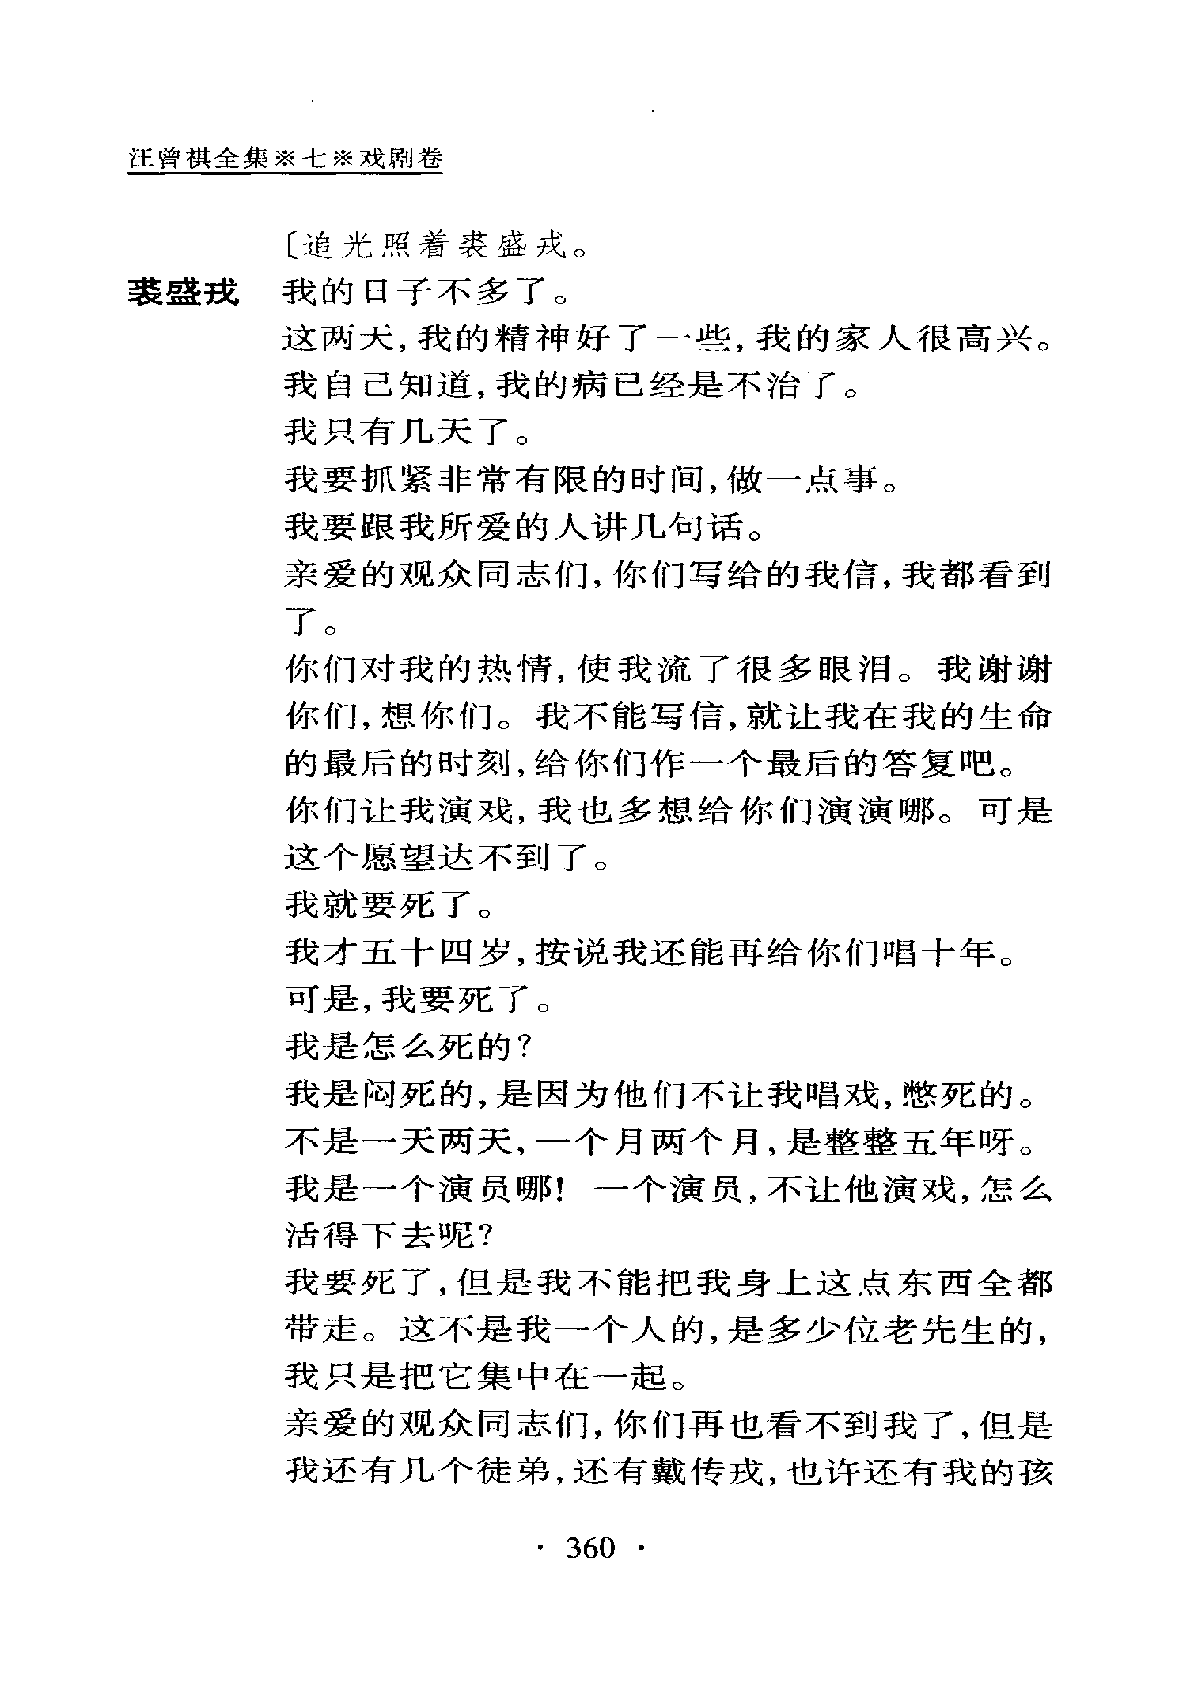 汪曾祺全集※七※戏剧卷
〔追光照着裘盛戎。
裘盛戎 我的日子不多了。
这两天,我的精神好了一些,我的家人很高兴。
我自己知道,我的病已经是不治了。
我只有几天了。
我要抓紧非常有限的时间,做一点事。
我要跟我所爱的人讲几句话。
亲爱的观众同志们,你们写给的我信,我都看到
了。
你们对我的热情,使我流了很多眼泪。我谢谢
你们,想你们。我不能写信,就让我在我的生命
的最后的时刻,给你们作一个最后的答复吧。
你们让我演戏,我也多想给你们演演哪。可是
这个愿望达不到了。
我就要死了。
我才五十四岁,按说我还能再给你们唱十年。
可是,我要死了。
我是怎么死的?
我是闷死的,是因为他们不让我唱戏,憋死的。
不是一天两天,一个月两个月,是整整五年呀。
我是一个演员哪! 一个演员,不让他演戏,怎么
活得下去呢?
我要死了,但是我不能把我身上这点东西全都
带走。这不是我一个人的,是多少位老先生的,
我只是把它集中在一起。
亲爱的观众同志们,你们再也看不到我了,但是
我还有几个徒弟,还有戴传戎,也许还有我的孩
· 360 ·